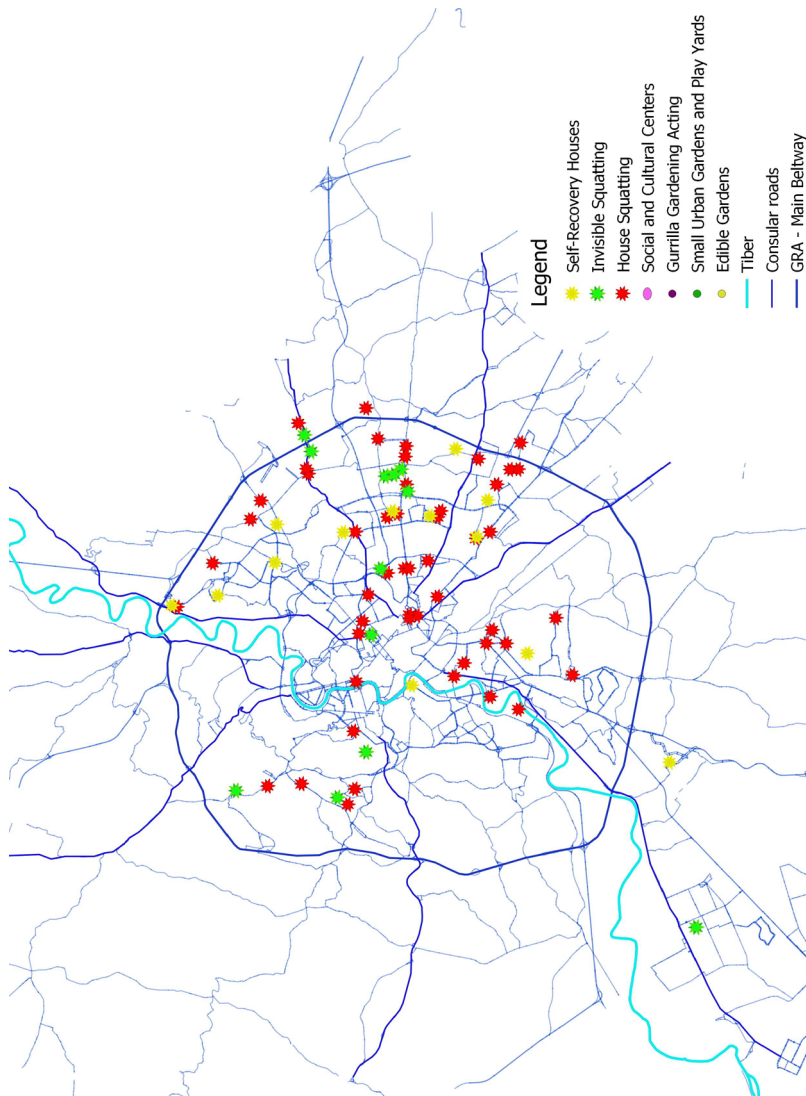 Legend
Self-Recovery Houses
Invisible Squatting
House Squatting
Social and Cultural Centers
Gurrilla Gardening Acting
Small Urban Gardens and Play Yards
Edible Gardens
Tiber
Consular roads
GRA - Main Beltway